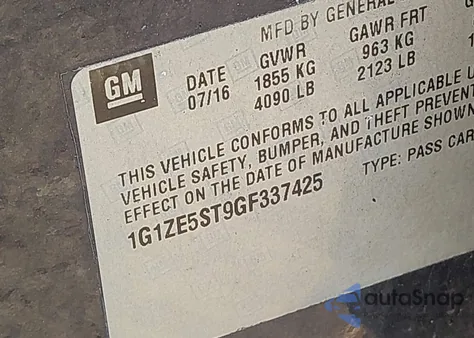 MFD BY GENERAL
GM
DATE GVWR GAWR FRT
07/16 1855 KG 963 KG
4090 LB 2123 LB
THIS VEHICLE CONFORMS TO ALL APPLICABLE
VEHICLE SAFETY, BUMPER, AND THEFT PREVENT
EFFECT ON THE DATE OF MANUFACTURE SHOWN
1G1ZE5ST9GF337425
TYPE: PASS CAR
autoSnap